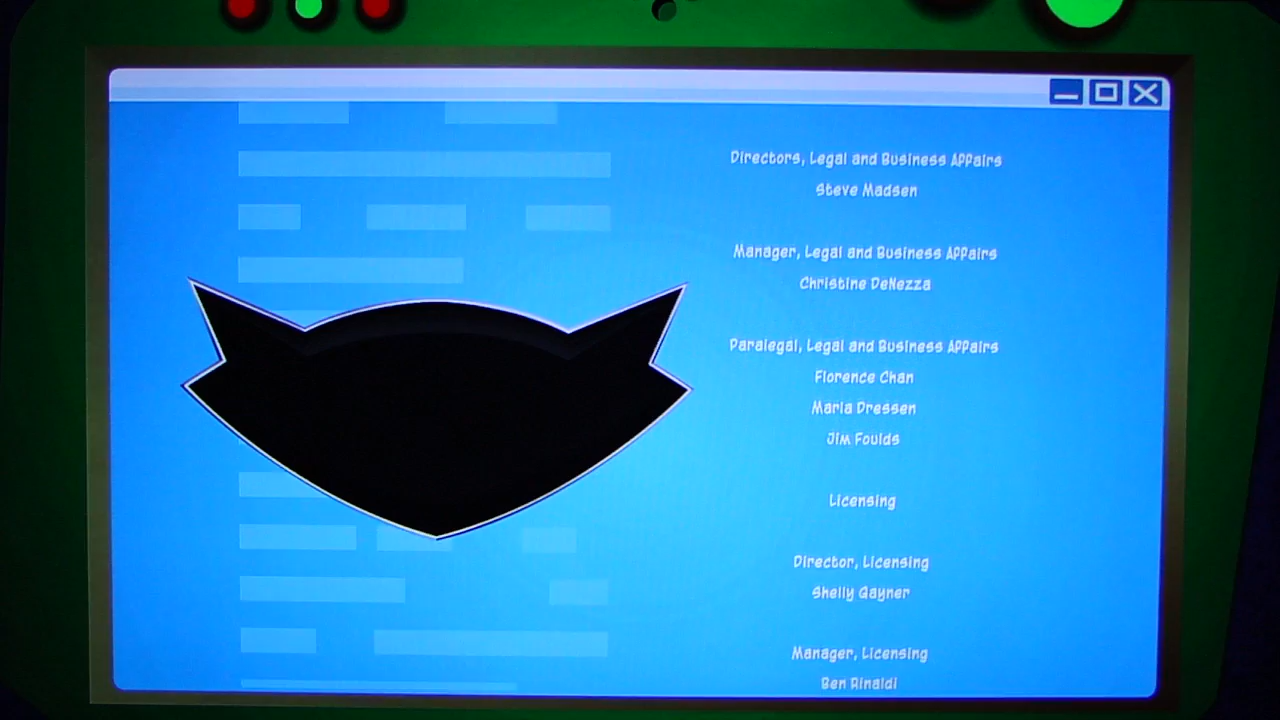 Directors, Legal and Business Affairs
Steve Madsen
Manager, Legal and Business Affairs
Christine DeNezza
Paralegal, Legal and Business Affairs
Florence Chan
Maria Dressen
Jim Foulds
Licensing
Director, Licensing
Shelly Gayner
Manager, Licensing
Ben Rinaldi